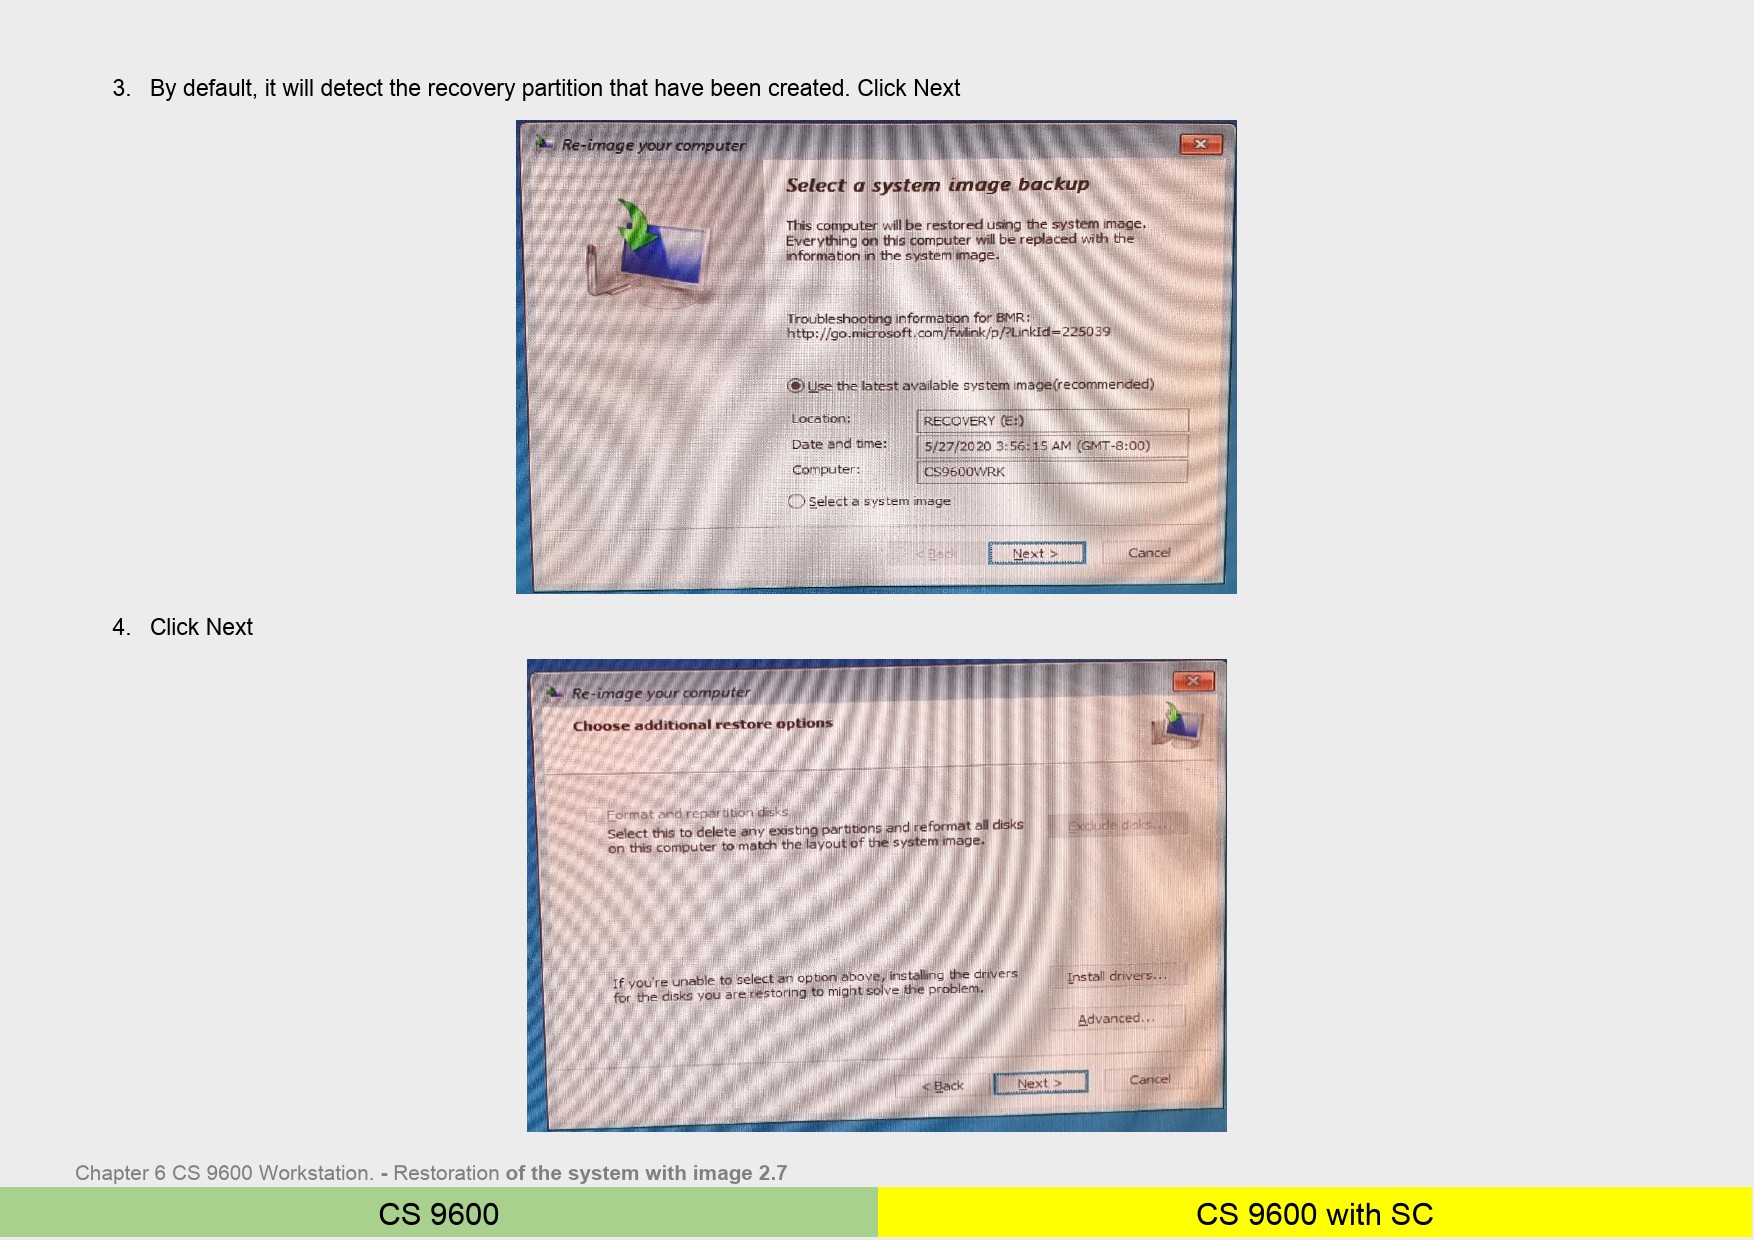 3. By default, it will detect the recovery partition that have been created. Click Next
Re-image your computer
Select a system image backup
This computer will be restored using the system image.
Everything on this computer will be replaced with the
information in the system image.
Troubleshooting information for BMR:
http://go.microsoft.com/fwlink/p/?LinkId=225039
Use the latest available system image(recommended)
Location: RECOVERY (E:)
Date and time: 5/27/2020 3:56:15 AM (GMT-8:00)
Computer: CS9600WRK
Select a system image
< Back Next > Cancel
4. Click Next
Re-image your computer
Choose additional restore options
Format and repartition disks
Select this to delete any existing partitions and reformat all disks
on this computer to match the layout of the system image.
Exclude disks...
If you're unable to select an option above, installing the drivers
for the disks you are restoring to might solve the problem.
Install drivers...
Advanced...
< Back Next > Cancel
Chapter 6 CS 9600 Workstation. - Restoration of the system with image 2.7
CS 9600 CS 9600 with SC